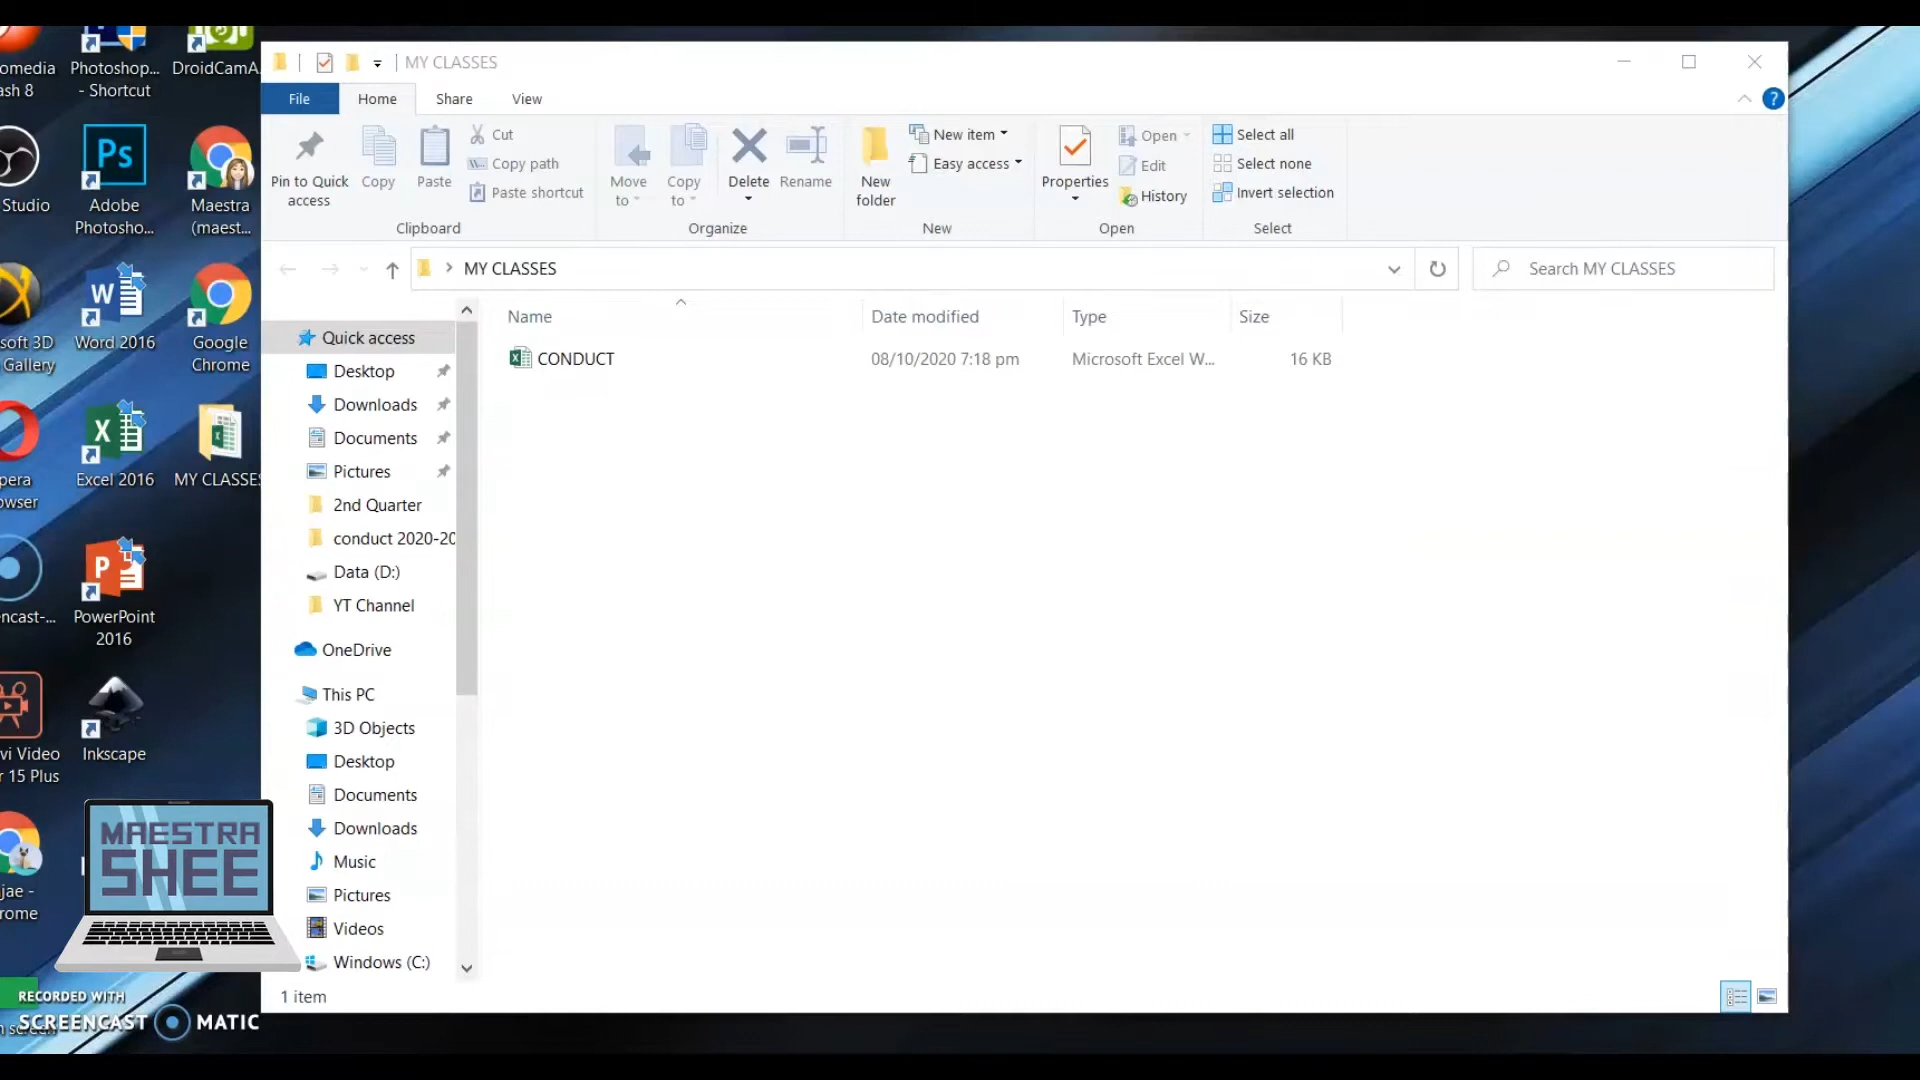 omedia
ash 8
Photoshop...
- Shortcut
DroidCamA
MY CLASSES
File
Home
Share
View
?
Pin to Quick
access
Copy
Paste
Cut
Copy path
Paste shortcut
Clipboard
Move
to
Copy
to
Delete
Rename
Organize
New
folder
New item
Easy access
New
Properties
Open
Edit
History
Open
Select all
Select none
Invert selection
Select
MY CLASSES
Search MY CLASSES
Name
Date modified
Type
Size
CONDUCT
08/10/2020 7:18 pm
Microsoft Excel W...
16 KB
Quick access
Desktop
Downloads
Documents
Pictures
2nd Quarter
conduct 2020-20
Data (D:)
YT Channel
OneDrive
This PC
3D Objects
Desktop
Documents
Downloads
Music
Pictures
Videos
Windows (C:)
1 item
Studio
Ps
Adobe
Photosho...
Maestra
(maest...
soft 3D
Gallery
W
Word 2016
Google
Chrome
pera
owser
X
Excel 2016
MY CLASSES
encast-...
P
PowerPoint
2016
vi Video
r 15 Plus
Inkscape
jae -
rome
MAESTRA
SHEE
RECORDED WITH
SCREENCAST
MATIC